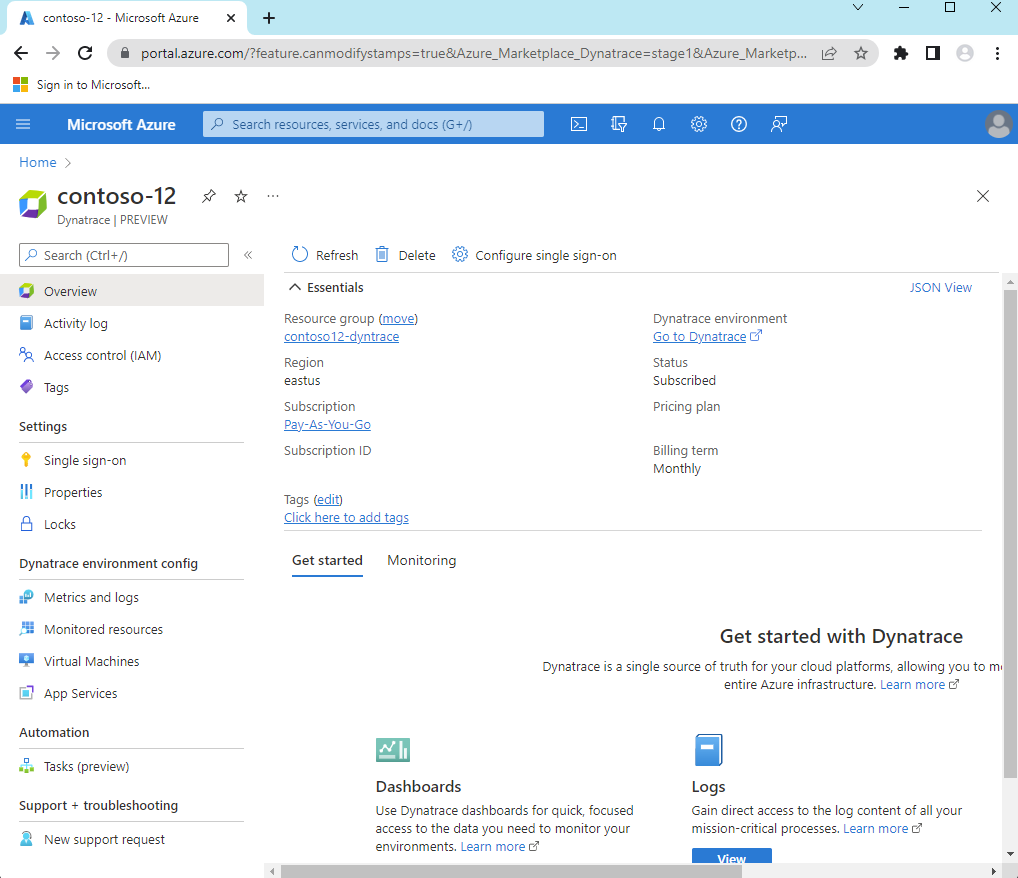 contoso-12 - Microsoft Azure
portal.azure.com/?feature.canmodifystamps=true&Azure_Marketplace_Dynatrace=stage1&Azure_Marketp...
Sign in to Microsoft...
Microsoft Azure
Search resources, services, and docs (G+/)
Home
contoso-12
Dynatrace | PREVIEW
Search (Ctrl+/)
Overview
Activity log
Access control (IAM)
Tags
Settings
Single sign-on
Properties
Locks
Dynatrace environment config
Metrics and logs
Monitored resources
Virtual Machines
App Services
Automation
Tasks (preview)
Support + troubleshooting
New support request
Refresh
Delete
Configure single sign-on
Essentials
JSON View
Resource group (move)
contoso12-dyntrace
Region
eastus
Subscription
Pay-As-You-Go
Subscription ID
Dynatrace environment
Go to Dynatrace
Status
Subscribed
Pricing plan
Billing term
Monthly
Tags (edit)
Click here to add tags
Get started
Monitoring
Get started with Dynatrace
Dynatrace is a single source of truth for your cloud platforms, allowing you to
entire Azure infrastructure. Learn more
Dashboards
Use Dynatrace dashboards for quick, focused
access to the data you need to monitor your
environments. Learn more
Logs
Gain direct access to the log content of all your
mission-critical processes. Learn more
View